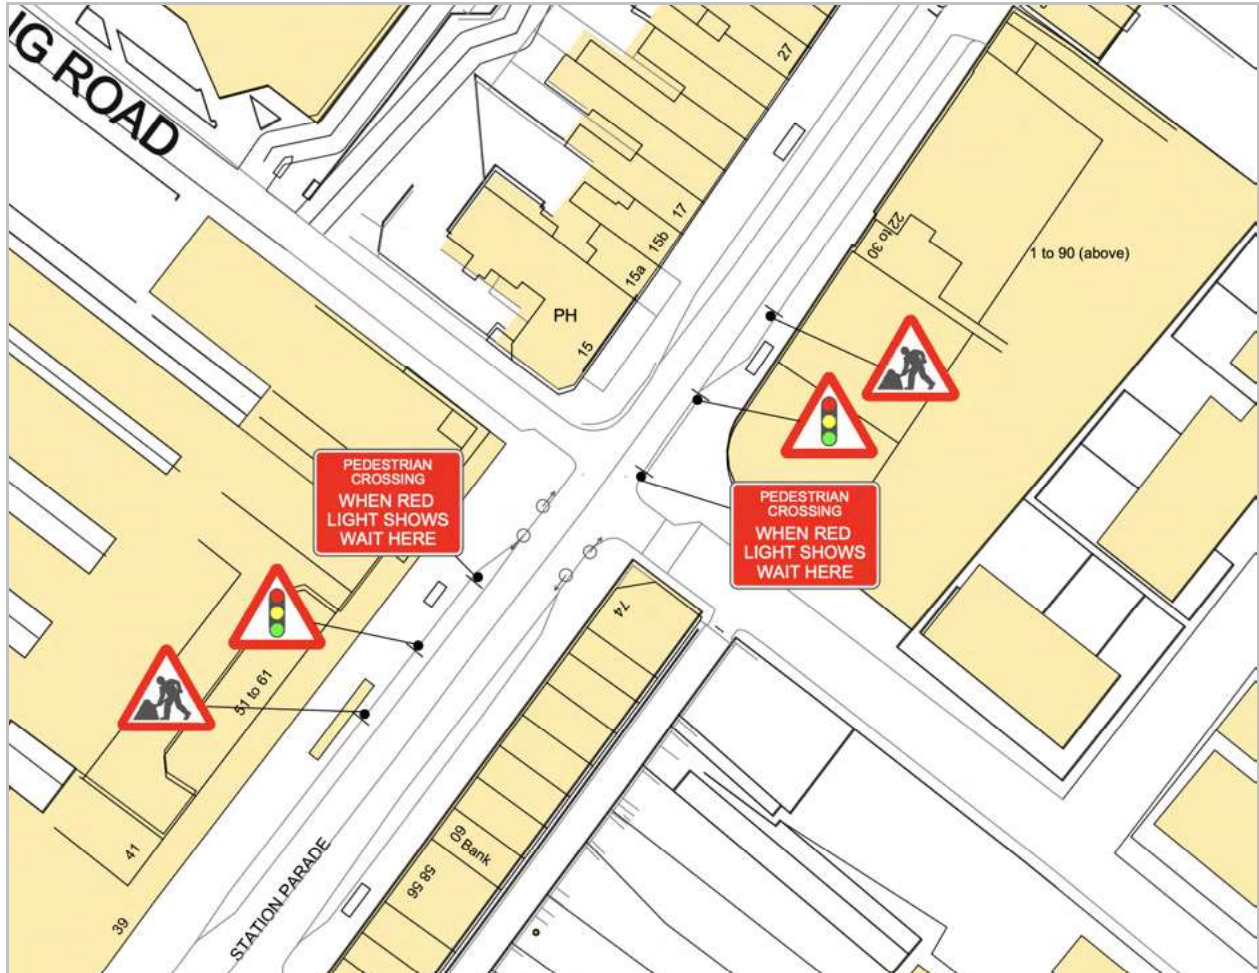 IG ROAD
27
17
15b
15a
PH
15
22 to 30
1 to 90 (above)
PEDESTRIAN
CROSSING
WHEN RED
LIGHT SHOWS
WAIT HERE
PEDESTRIAN
CROSSING
WHEN RED
LIGHT SHOWS
WAIT HERE
74
51 to 61
41
39
STATION PARADE
60
Bank
58
56